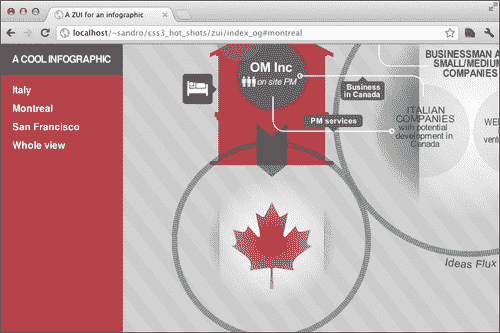 A ZUI for an infographic
localhost/~sandro/css3_hot_shots/zui/index_og#montreal
A COOL INFOGRAPHIC
Italy
Montreal
San Francisco
Whole view
OM Inc
on site PM
Business
in Canada
PM services
BUSINESSMAN A
SMALL/MEDIUM
COMPANIES
ITALIAN
COMPANIES
with potential
development in
Canada
WE
ventu
Ideas Flux